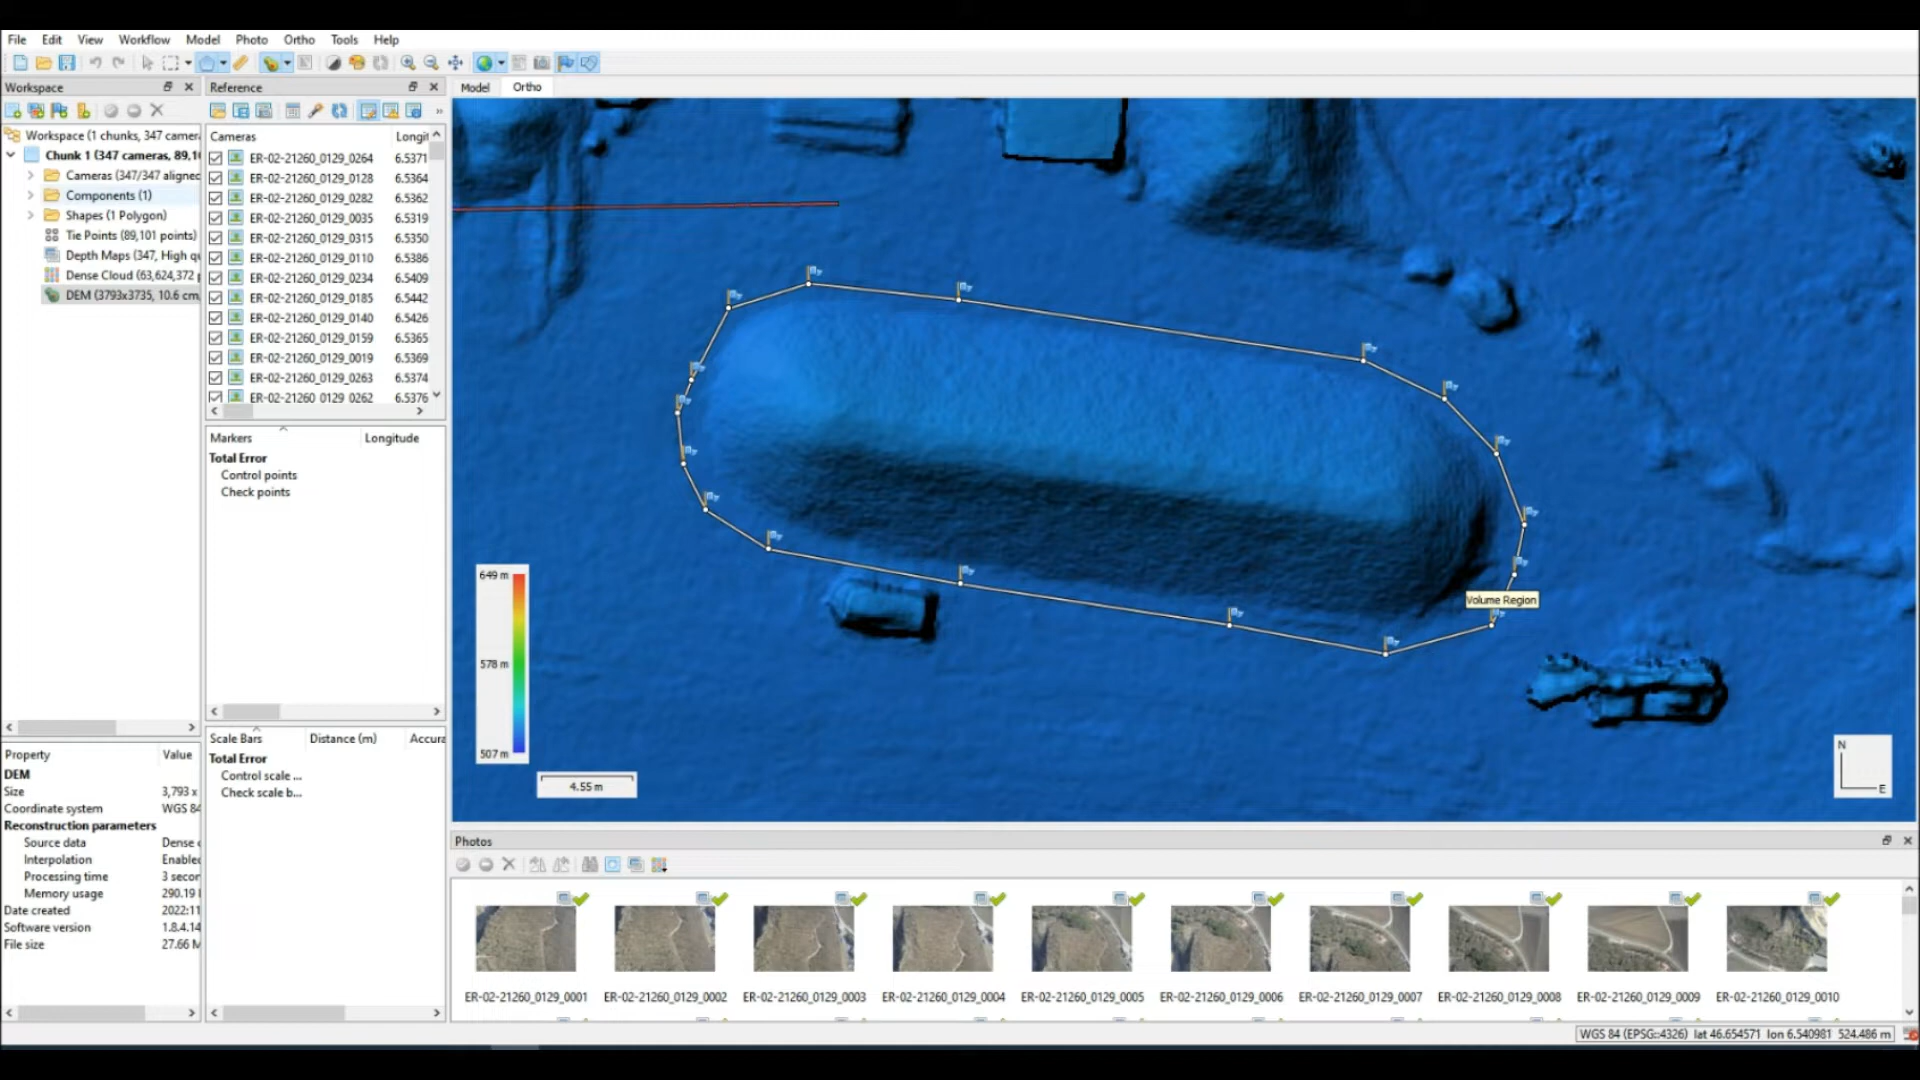 File Edit View Workflow Model Photo Ortho Tools Help
Workspace
Workspace (1 chunks, 347 camera
Chunk 1 (347 cameras, 89,10
Cameras (347/347 aligned
Components (1)
Shapes (1 Polygon)
Tie Points (89,101 points)
Depth Maps (347, High qu
Dense Cloud (63,624,372 p
DEM (3793x3735, 10.6 cm,
Property Value
DEM
Size 3,793 x
Coordinate system WGS 84
Reconstruction parameters
Source data Dense c
Interpolation Enable
Processing time 3 secon
Memory usage 290.19
Date created 2022:11
Software version 1.8.4.14
File size 27.66 M
Reference
Cameras Longit
ER-02-21260_0129_0264 6.5371
ER-02-21260_0129_0128 6.5364
ER-02-21260_0129_0282 6.5362
ER-02-21260_0129_0035 6.5319
ER-02-21260_0129_0315 6.5350
ER-02-21260_0129_0110 6.5386
ER-02-21260_0129_0234 6.5409
ER-02-21260_0129_0185 6.5442
ER-02-21260_0129_0140 6.5426
ER-02-21260_0129_0159 6.5365
ER-02-21260_0129_0019 6.5369
ER-02-21260_0129_0263 6.5374
ER-02-21260_0129_0262 6.5376
Markers Longitude
Total Error
Control points
Check points
Scale Bars Distance (m) Accura
Total Error
Control scale ...
Check scale b...
Model Ortho
Volume Region
649 m
578 m
507 m
4.55 m
N
E
Photos
ER-02-21260_0129_0001 ER-02-21260_0129_0002 ER-02-21260_0129_0003 ER-02-21260_0129_0004 ER-02-21260_0129_0005 ER-02-21260_0129_0006 ER-02-21260_0129_0007 ER-02-21260_0129_0008 ER-02-21260_0129_0009 ER-02-21260_0129_0010
WGS 84 (EPSG::4326) lat 46.654571 lon 6.540981 524.486 m